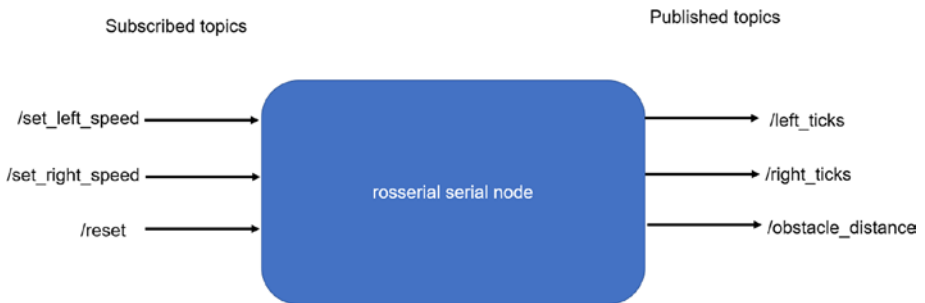 Subscribed topics
Published topics
/set_left_speed
/left_ticks
/set_right_speed
/right_ticks
rosserial serial node
/reset
/obstacle_distance